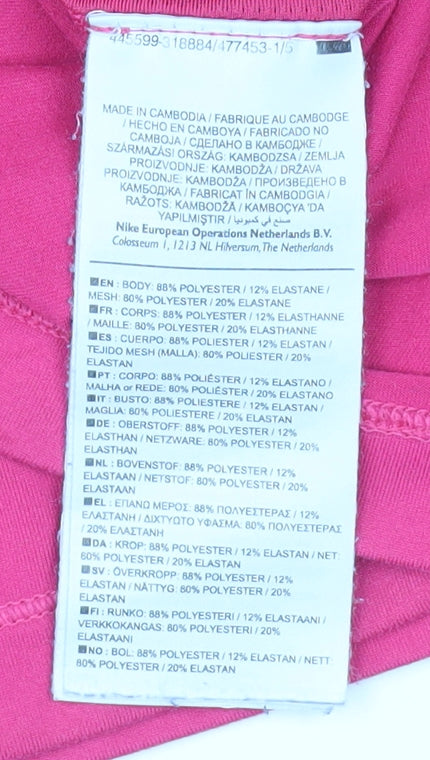 445599-318884/477453-1/5
MADE IN CAMBODIA / FABRIQUE AU CAMBODGE
/ HECHO EN CAMBOYA / FABRICADO NO
CAMBOJA / СДЕЛАНО В КАМБОДЖЕ /
SZÁRMAZÁSI ORSZÁG: KAMBODZSA / ZEMLJA
PROIZVODNJE: KAMBODŽA / DRŽAVA
PROIZVODNJE: KAMBODŽA / ПРОИЗВЕДЕНО В
КАМБОДЖА / FABRICAT ÎN CAMBODGIA /
RAŽOTS: KAMBODŽĀ / KAMBOÇYA 'DA
YAPILMIŞTIR / صنع في كمبوديا
Nike European Operations Netherlands B.V.
Colosseum 1, 1213 NL Hilversum, The Netherlands
EN : BODY: 88% POLYESTER / 12% ELASTANE /
MESH: 80% POLYESTER / 20% ELASTANE
FR : CORPS: 88% POLYESTER / 12% ELASTHANNE
/ MAILLE: 80% POLYESTER / 20% ELASTHANNE
ES : CUERPO: 88% POLIESTER / 12% ELASTAN /
TEJIDO MESH (MALLA): 80% POLIESTER / 20%
ELASTAN
PT : CORPO: 88% POLIÉSTER / 12% ELASTANO /
MALHA or REDE: 80% POLIÉSTER / 20% ELASTANO
IT : BUSTO: 88% POLIESTERE / 12% ELASTAN /
MAGLIA: 80% POLIESTERE / 20% ELASTAN
DE : OBERSTOFF: 88% POLYESTER / 12%
ELASTHAN / NETZWARE: 80% POLYESTER / 20%
ELASTHAN
NL : BOVENSTOF: 88% POLYESTER / 12%
ELASTAAN / NETSTOF: 80% POLYESTER / 20%
ELASTAAN
EL : ΕΠΑΝΩ ΜΕΡΟΣ: 88% ΠΟΛΥΕΣΤΕΡΑΣ / 12%
ΕΛΑΣΤΑΝΗ / ΔΙΧΤΥΩΤΟ ΥΦΑΣΜΑ: 80% ΠΟΛΥΕΣΤΕΡΑΣ
/ 20% ΕΛΑΣΤΑΝΗ
DA : KROP: 88% POLYESTER / 12% ELASTAN / NET:
80% POLYESTER / 20% ELASTAN
SV : ÖVERKROPP: 88% POLYESTER / 12%
ELASTAN / NÄTTYG: 80% POLYESTER / 20%
ELASTAN
FI : RUNKO: 88% POLYESTERI / 12% ELASTAANI /
VERKKOKANGAS: 80% POLYESTERI / 20%
ELASTAANI
NO : BOL: 88% POLYESTER / 12% ELASTAN / NETT:
80% POLYESTER / 20% ELASTAN